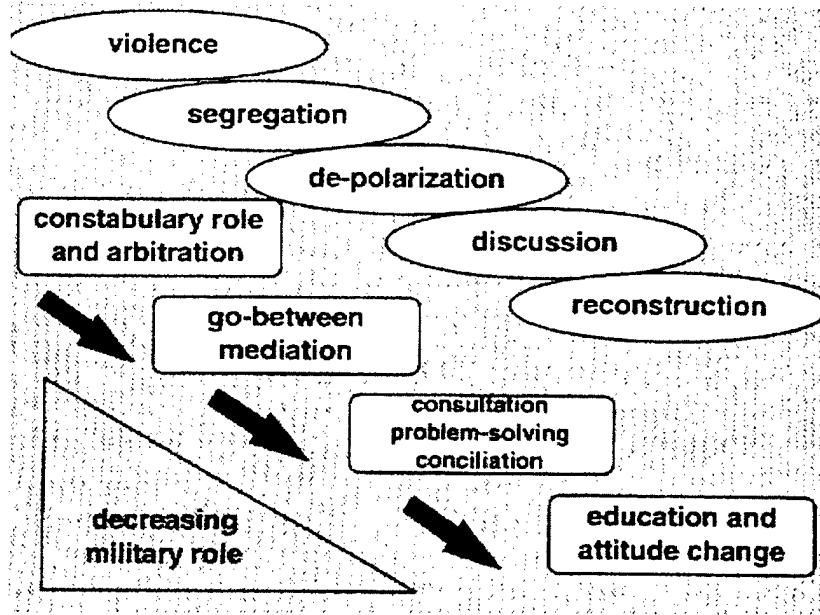 violence
segregation
de-polarization
constabulary role
and arbitration
discussion
reconstruction
go-between
mediation
consultation
problem-solving
conciliation
decreasing
military role
education and
attitude change